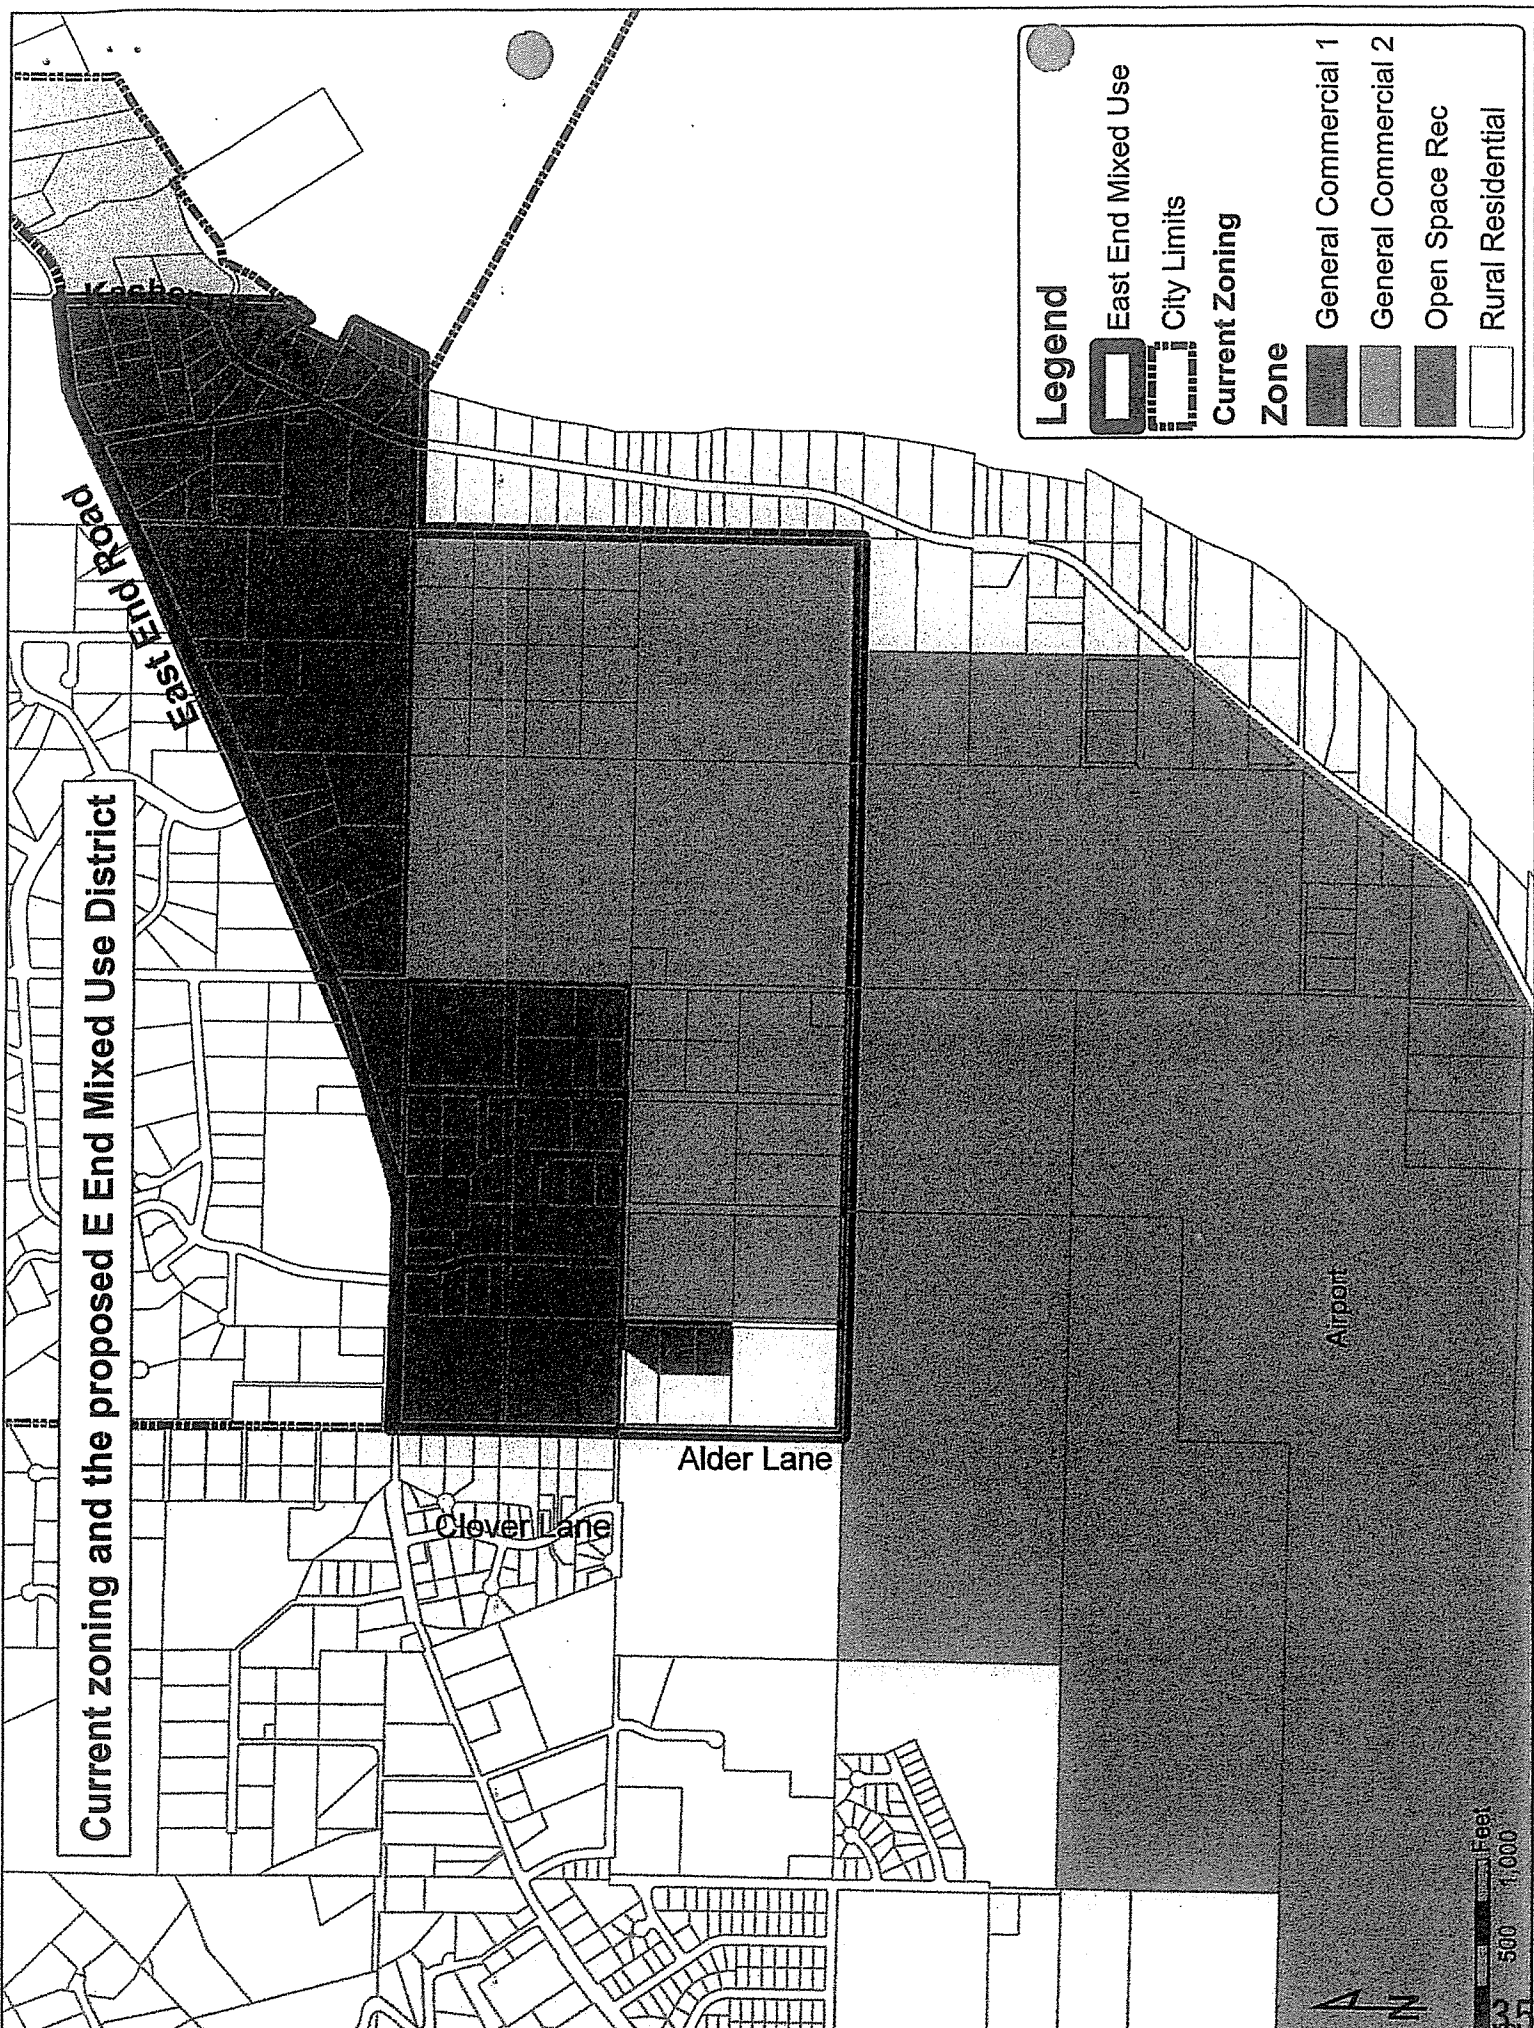 Current zoning and the proposed E End Mixed Use District
East End Road
Alder Lane
Clover Lane
Airport
Legend
East End Mixed Use
City Limits
Current Zoning
Zone
General Commercial 1
General Commercial 2
Open Space Rec
Rural Residential
N
500 1,000
Feet